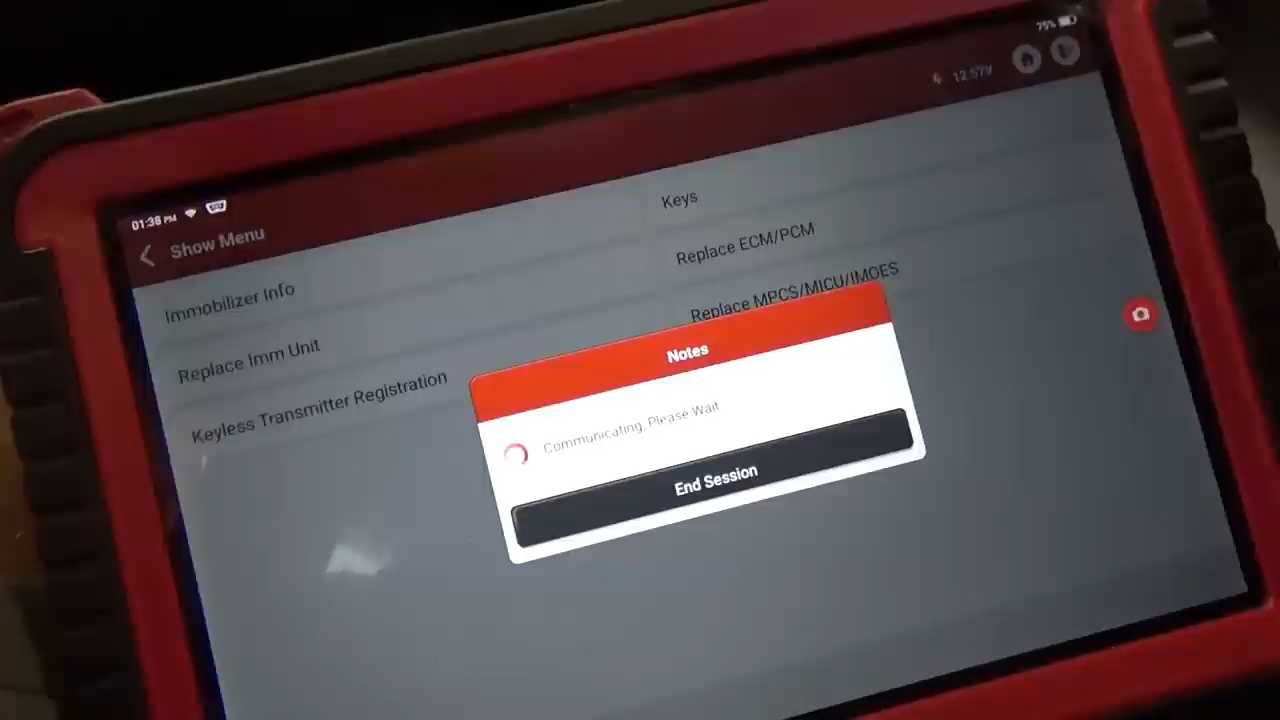 75%
12.57V
01:38 PM
Show Menu
Immobilizer Info
Keys
Replace Imm Unit
Replace ECM/PCM
Keyless Transmitter Registration
Replace MPCS/MICU/IMOES
Notes
Communicating, Please Wait
End Session